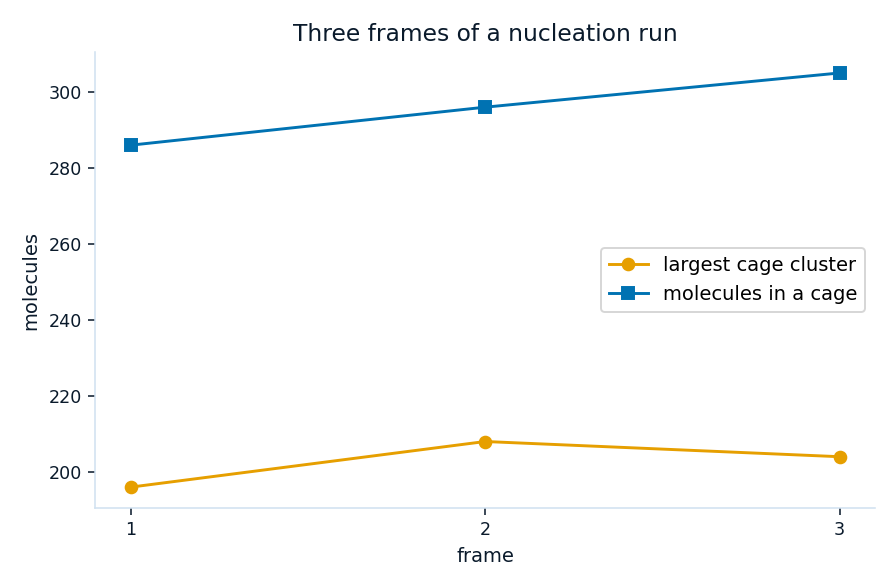 Three frames of a nucleation run
molecules
300
280
260
240
220
200
largest cage cluster
molecules in a cage
1 2 3
frame